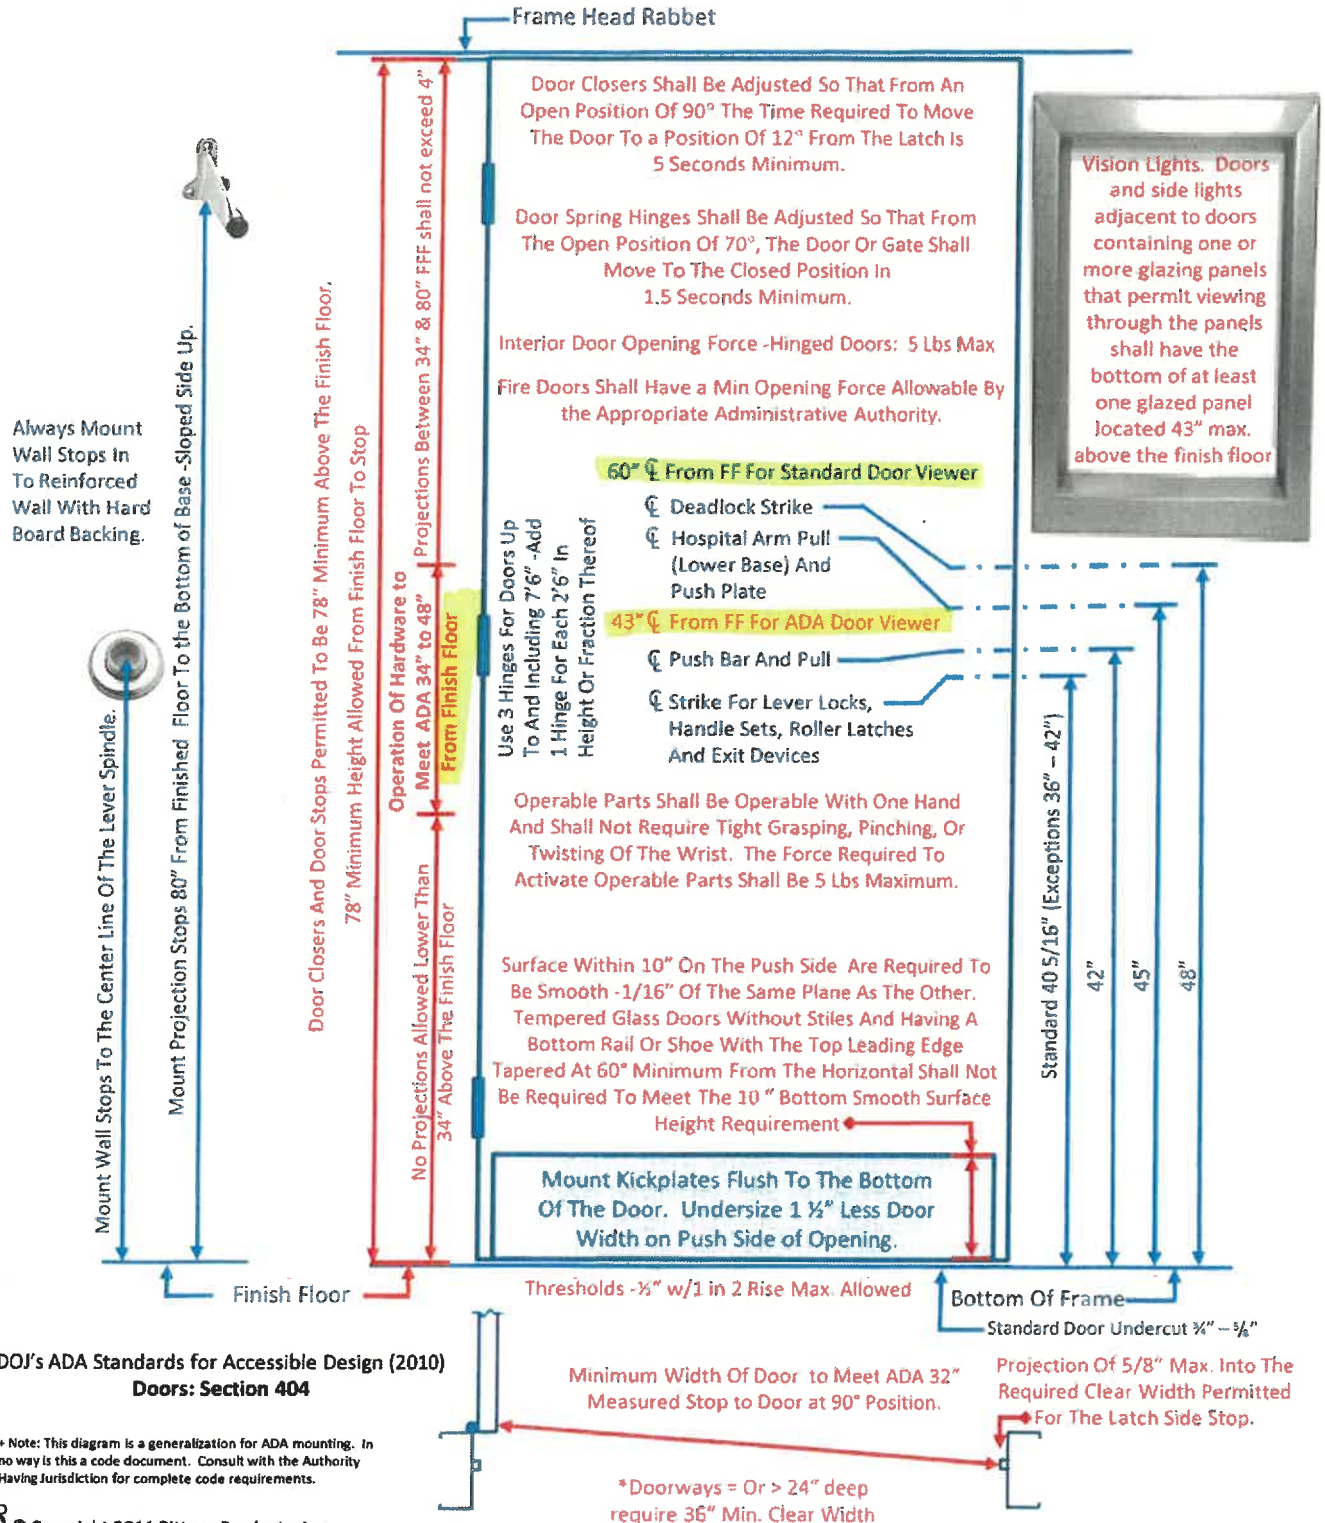 Frame Head Rabbet
Door Closers Shall Be Adjusted So That From An
Open Position Of 90° The Time Required To Move
The Door To a Position Of 12° From The Latch Is
5 Seconds Minimum.
Door Spring Hinges Shall Be Adjusted So That From
The Open Position Of 70°, The Door Or Gate Shall
Move To The Closed Position In
1.5 Seconds Minimum.
Interior Door Opening Force -Hinged Doors: 5 Lbs Max
Fire Doors Shall Have a Min Opening Force Allowable By
the Appropriate Administrative Authority.
Vision Lights. Doors
and side lights
adjacent to doors
containing one or
more glazing panels
that permit viewing
through the panels
shall have the
bottom of at least
one glazed panel
located 43" max.
above the finish floor
Always Mount
Wall Stops In
To Reinforced
Wall With Hard
Board Backing.
Mount Wall Stops To The Center Line Of The Lever Spindle.
Mount Projection Stops 80" From Finished Floor To the Bottom of Base -Sloped Side Up.
Door Closers And Door Stops Permitted To Be 78" Minimum Above The Finish Floor.
78" Minimum Height Allowed From Finish Floor To Stop
Operation Of Hardware to
Meet ADA 34" to 48"
From Finish Floor
Projections Between 34" & 80" FFF shall not exceed 4"
No Projections Allowed Lower Than
34" Above The Finish Floor
Use 3 Hinges For Doors Up
To And Including 7'6" -Add
1 Hinge For Each 2'6" In
Height Or Fraction Thereof
60" ℄ From FF For Standard Door Viewer
℄ Deadlock Strike
℄ Hospital Arm Pull
(Lower Base) And
Push Plate
43" ℄ From FF For ADA Door Viewer
℄ Push Bar And Pull
℄ Strike For Lever Locks,
Handle Sets, Roller Latches
And Exit Devices
Standard 40 5/16" (Exceptions 36" – 42")
42"
45"
48"
Operable Parts Shall Be Operable With One Hand
And Shall Not Require Tight Grasping, Pinching, Or
Twisting Of The Wrist. The Force Required To
Activate Operable Parts Shall Be 5 Lbs Maximum.
Surface Within 10" On The Push Side Are Required To
Be Smooth -1/16" Of The Same Plane As The Other.
Tempered Glass Doors Without Stiles And Having A
Bottom Rail Or Shoe With The Top Leading Edge
Tapered At 60° Minimum From The Horizontal Shall Not
Be Required To Meet The 10 " Bottom Smooth Surface
Height Requirement
Mount Kickplates Flush To The Bottom
Of The Door. Undersize 1 ½" Less Door
Width on Push Side of Opening.
Finish Floor
Thresholds -½" w/1 in 2 Rise Max. Allowed
Bottom Of Frame
Standard Door Undercut ¾" – ⅝"
DOJ's ADA Standards for Accessible Design (2010)
Doors: Section 404
Minimum Width Of Door to Meet ADA 32"
Measured Stop to Door at 90° Position.
Projection Of 5/8" Max. Into The
Required Clear Width Permitted
For The Latch Side Stop.
+ Note: This diagram is a generalization for ADA mounting. In
no way is this a code document. Consult with the Authority
Having Jurisdiction for complete code requirements.
*Doorways = Or > 24" deep
require 36" Min. Clear Width